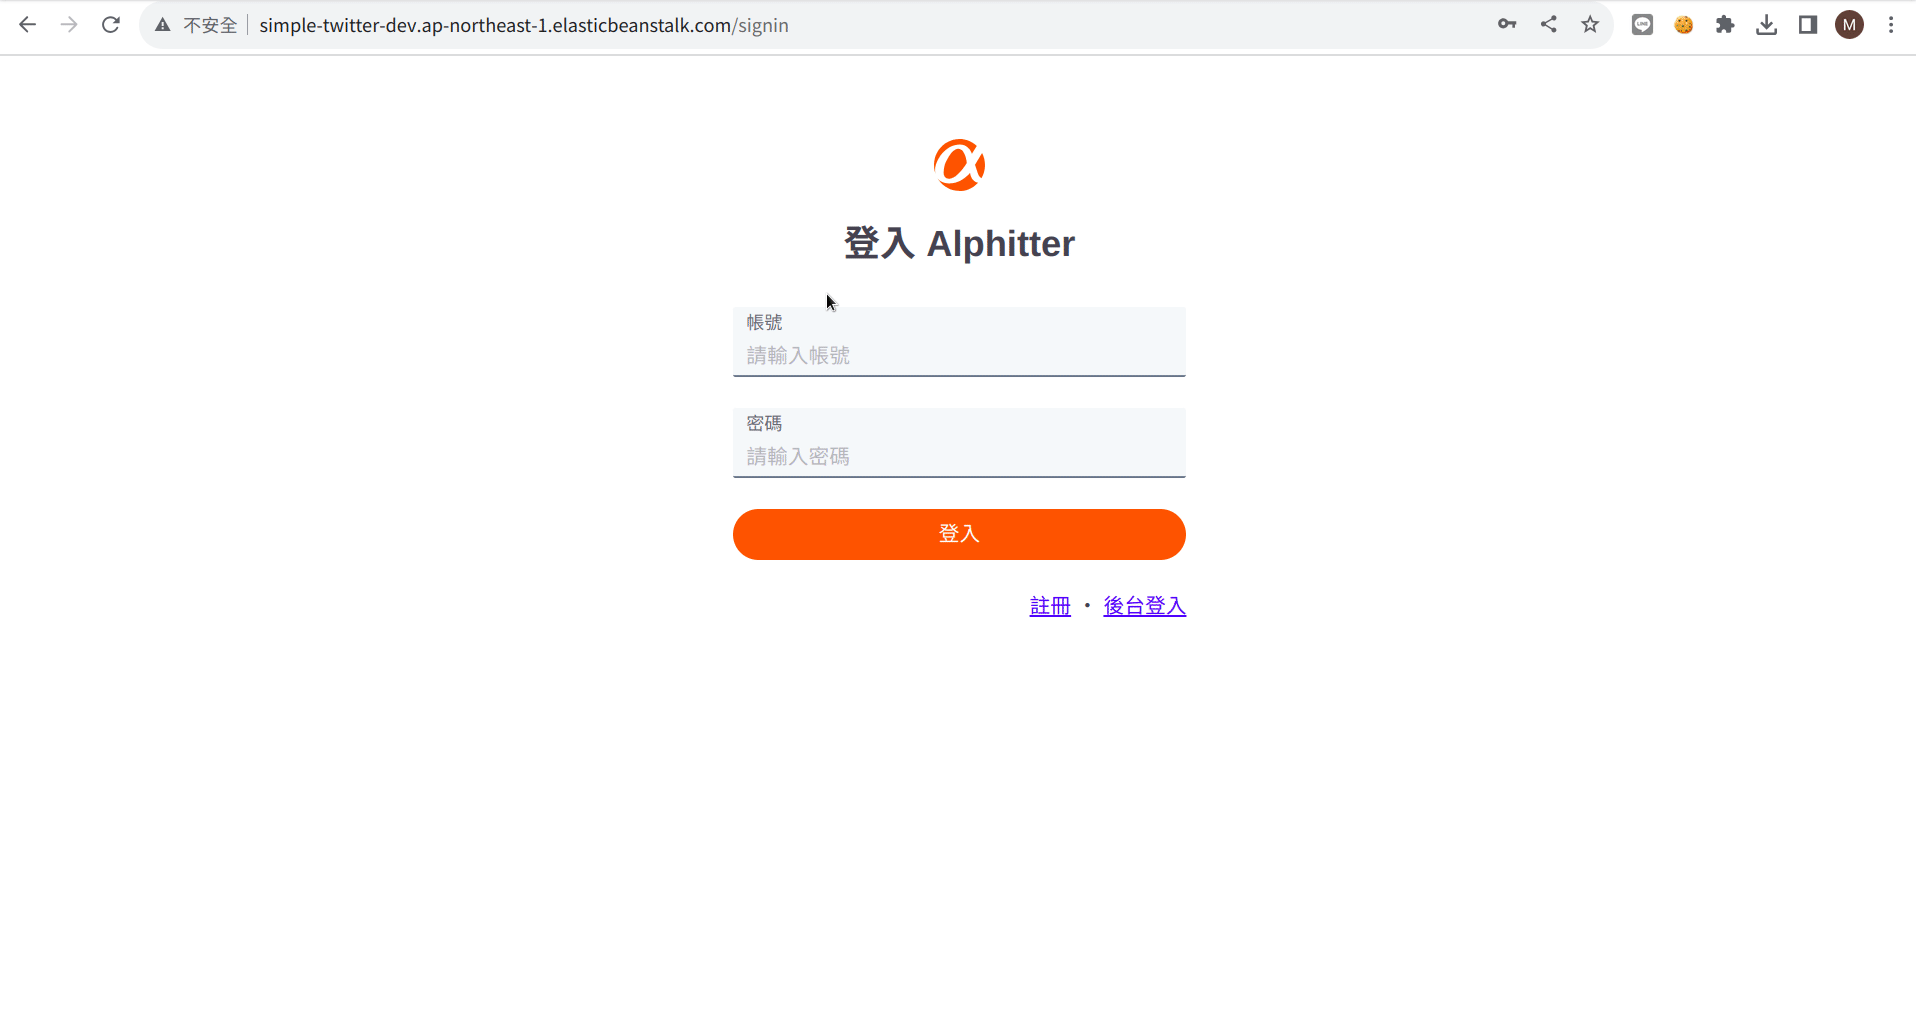 不安全 simple-twitter-dev.ap-northeast-1.elasticbeanstalk.com/signin M
登入 Alphitter
帳號
請輸入帳號
密碼
請輸入密碼
登入
註冊 · 後台登入